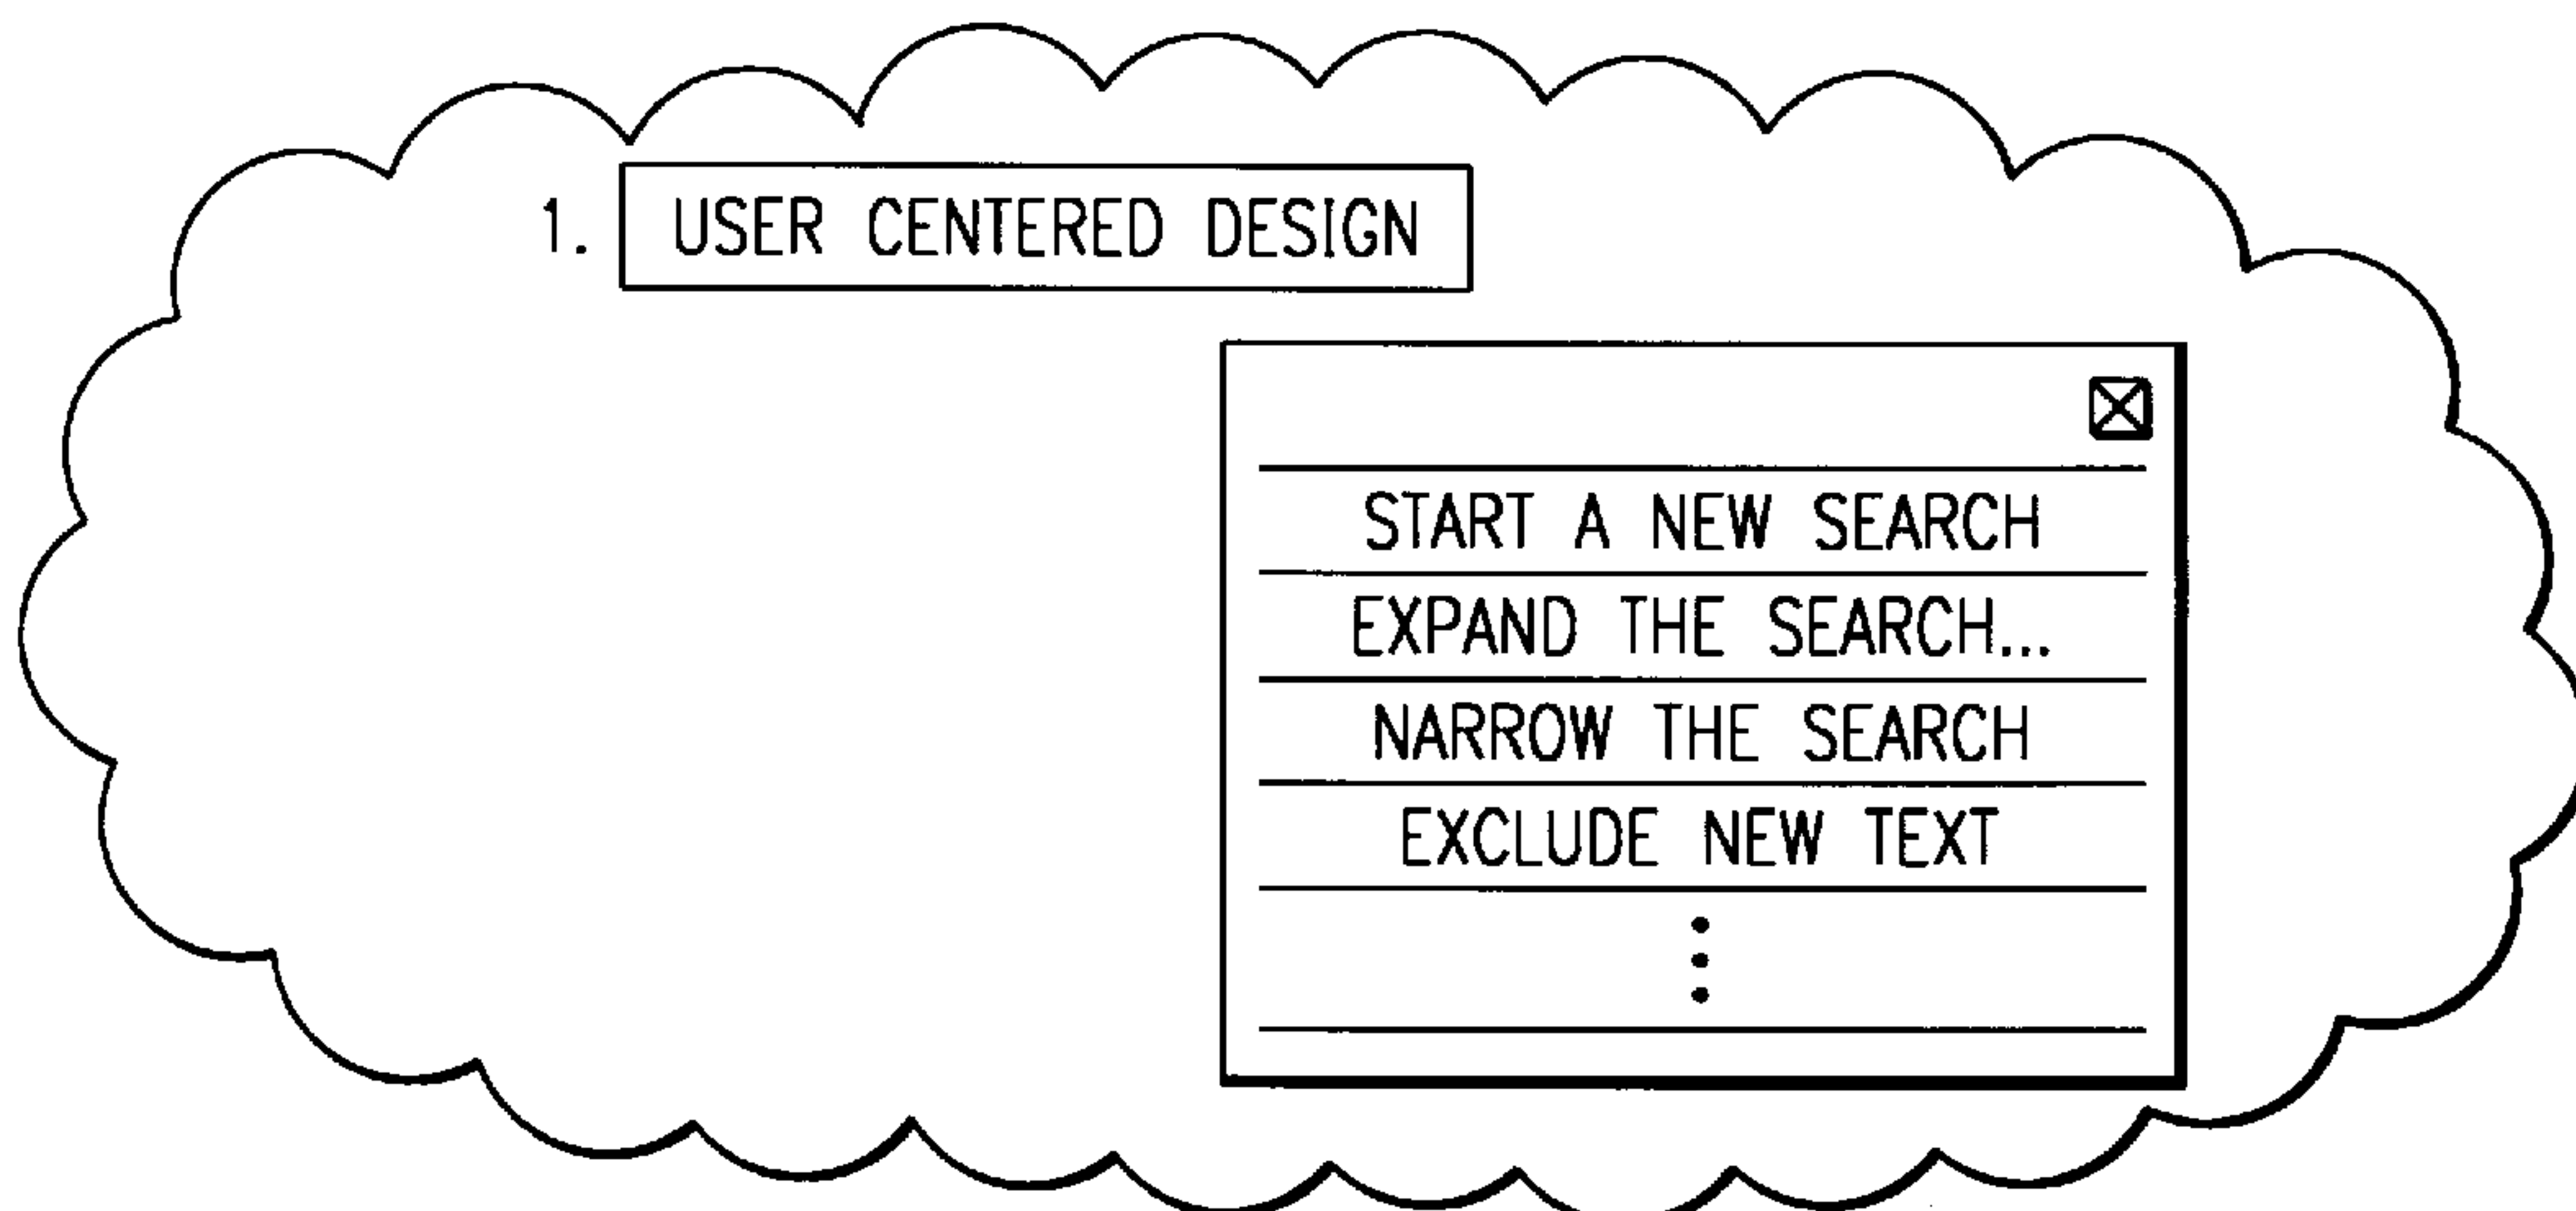 1. USER CENTERED DESIGN
START A NEW SEARCH
EXPAND THE SEARCH...
NARROW THE SEARCH
EXCLUDE NEW TEXT